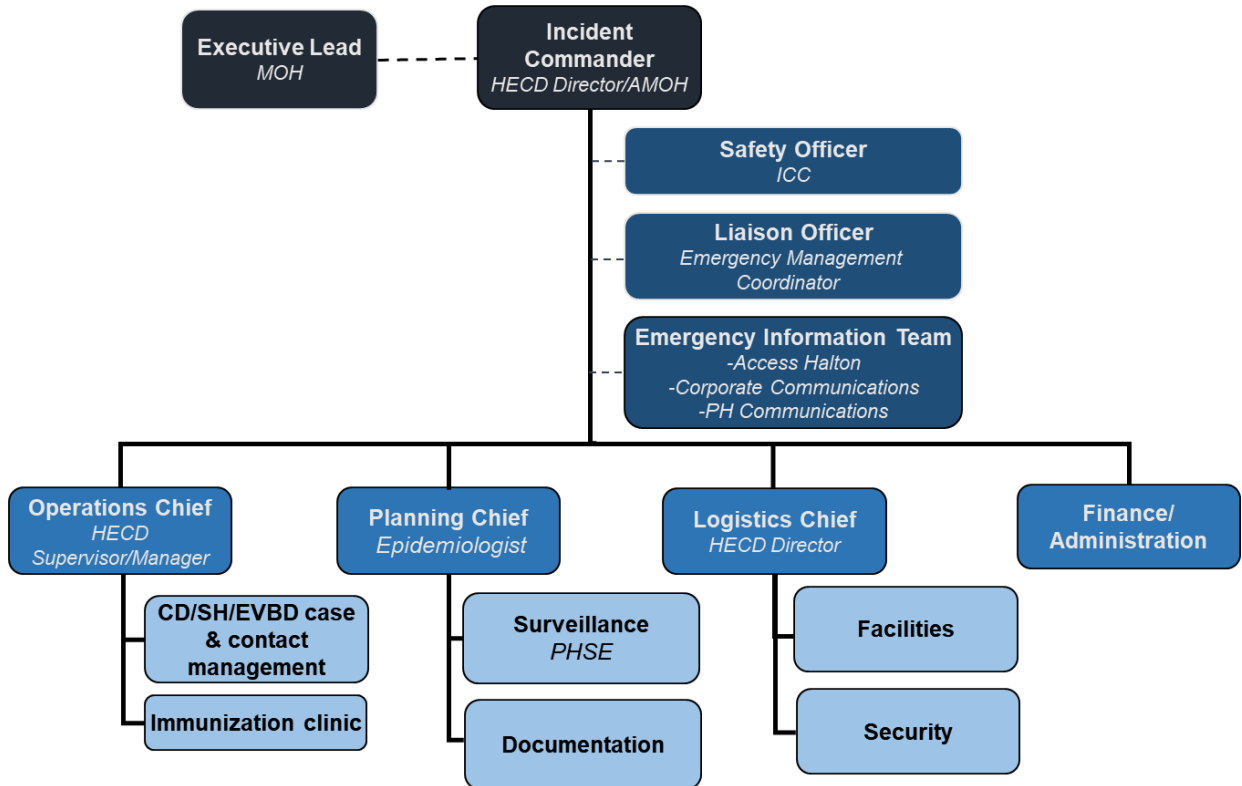 Executive Lead
MOH
Incident
Commander
HECD Director/AMOH
Safety Officer
ICC
Liaison Officer
Emergency Management
Coordinator
Emergency Information Team
-Access Halton
-Corporate Communications
-PH Communications
Operations Chief
HECD
Supervisor/Manager
Planning Chief
Epidemiologist
Logistics Chief
HECD Director
Finance/
Administration
CD/SH/EVBD case
& contact
management
Immunization clinic
Surveillance
PHSE
Documentation
Facilities
Security